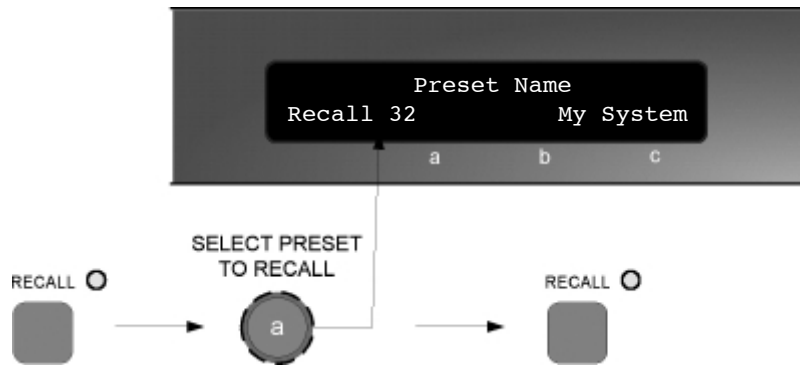 Preset Name
Recall 32 My System
a b c
SELECT PRESET
TO RECALL
RECALL
a
RECALL